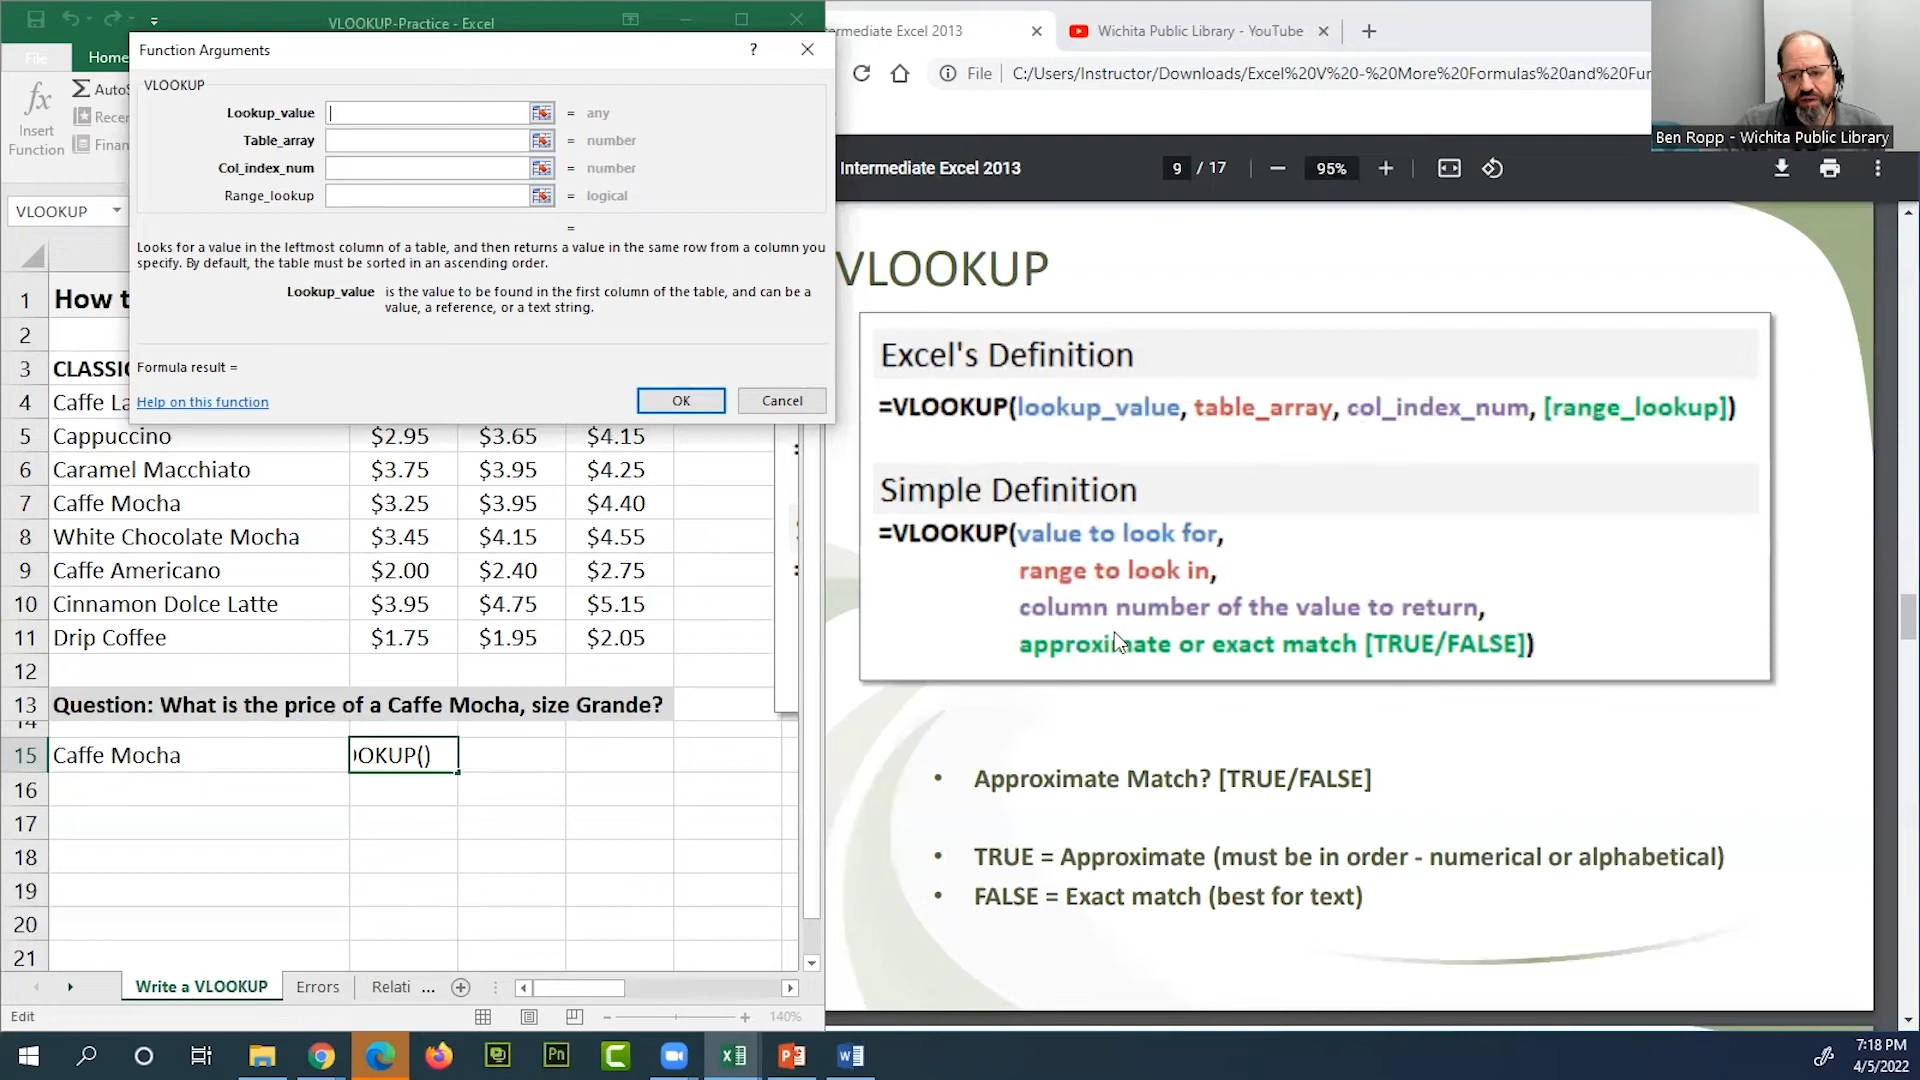 VLOOKUP-Practice - Excel
File
Home
fx
Insert
Function
Σ AutoS
Recer
Finan
VLOOKUP
Function Arguments
?
VLOOKUP
Lookup_value = any
Table_array = number
Col_index_num = number
Range_lookup = logical
=
Looks for a value in the leftmost column of a table, and then returns a value in the same row from a column you
specify. By default, the table must be sorted in an ascending order.
Lookup_value is the value to be found in the first column of the table, and can be a
value, a reference, or a text string.
Formula result =
Help on this function
OK
Cancel
1 How t
2
3 CLASSIC
4 Caffe La
5 Cappuccino $2.95 $3.65 $4.15
6 Caramel Macchiato $3.75 $3.95 $4.25
7 Caffe Mocha $3.25 $3.95 $4.40
8 White Chocolate Mocha $3.45 $4.15 $4.55
9 Caffe Americano $2.00 $2.40 $2.75
10 Cinnamon Dolce Latte $3.95 $4.75 $5.15
11 Drip Coffee $1.75 $1.95 $2.05
12
13 Question: What is the price of a Caffe Mocha, size Grande?
14
15 Caffe Mocha OOKUP()
16
17
18
19
20
21
Write a VLOOKUP
Errors
Relati ...
Edit
140%
ermediate Excel 2013
Wichita Public Library - YouTube
File
C:/Users/Instructor/Downloads/Excel%20V%20-%20More%20Formulas%20and%20Fur
Ben Ropp - Wichita Public Library
Intermediate Excel 2013
9 / 17
95%
VLOOKUP
Excel's Definition
=VLOOKUP(lookup_value, table_array, col_index_num, [range_lookup])
Simple Definition
=VLOOKUP(value to look for,
range to look in,
column number of the value to return,
approximate or exact match [TRUE/FALSE])
• Approximate Match? [TRUE/FALSE]
• TRUE = Approximate (must be in order - numerical or alphabetical)
• FALSE = Exact match (best for text)
Pn
7:18 PM
4/5/2022